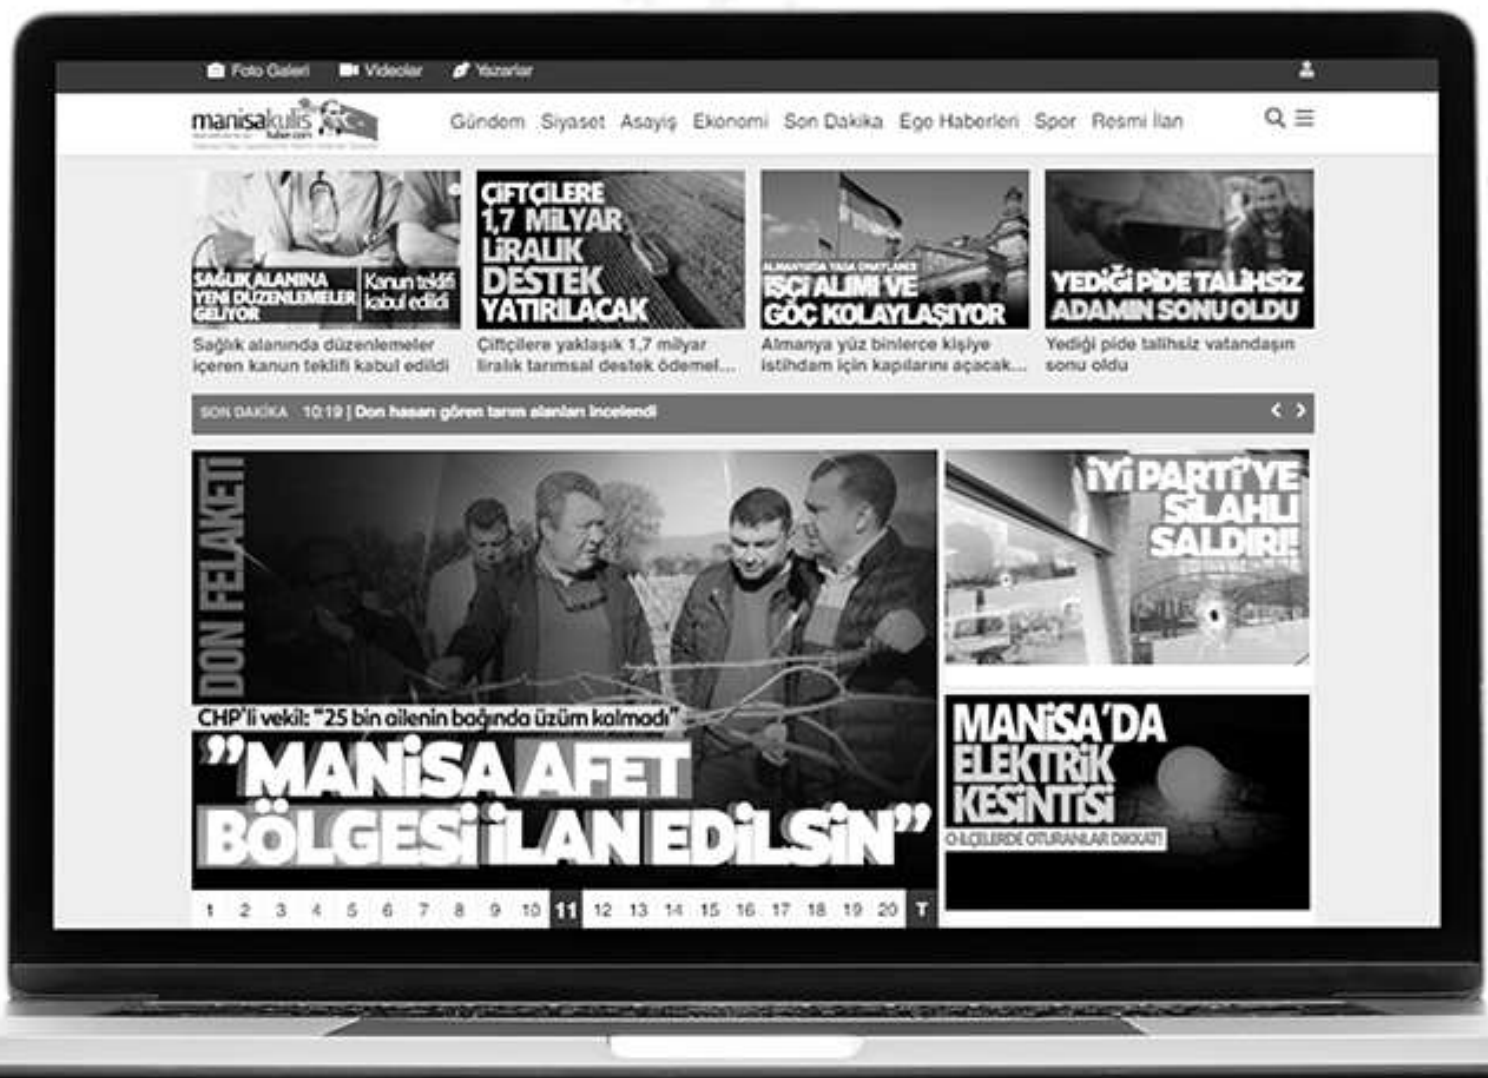 Foto Galeri Videolar Yazarlar
manisakulis
haber.com
Gündem Siyaset Asayiş Ekonomi Son Dakika Ege Haberleri Spor Resmi İlan
SAĞLIK ALANINA
YENİ DÜZENLEMELER
GELİYOR
Kanun teklifi
kabul edildi
Sağlık alanında düzenlemeler
içeren kanun teklifi kabul edildi
ÇİFTÇİLERE
1,7 MİLYAR
LİRALIK
DESTEK
YATIRILACAK
Çiftçilere yaklaşık 1,7 milyar
liralık tarımsal destek ödemel...
ALMANYADA YASA ONAYLANDI
İŞÇİ ALIMI VE
GÖÇ KOLAYLAŞIYOR
Almanya yüz binlerce kişiye
istihdam için kapılarını açacak...
YEDİĞİ PİDE TALİHSİZ
ADAMIN SONU OLDU
Yediği pide talihsiz vatandaşın
sonu oldu
SON DAKİKA 10:19 | Don hasarı gören tarım alanları incelendi
DON FELAKETİ
CHP'li vekil: "25 bin ailenin bağında üzüm kalmadı"
"MANİSA AFET
BÖLGESİ İLAN EDİLSİN"
1 2 3 4 5 6 7 8 9 10 11 12 13 14 15 16 17 18 19 20 T
İYİ PARTİ'YE
SİLAHLI
SALDIRI!
MANİSA'DA
ELEKTRİK
KESİNTİSİ
O İLÇELERDE OTURANLAR DİKKAT!